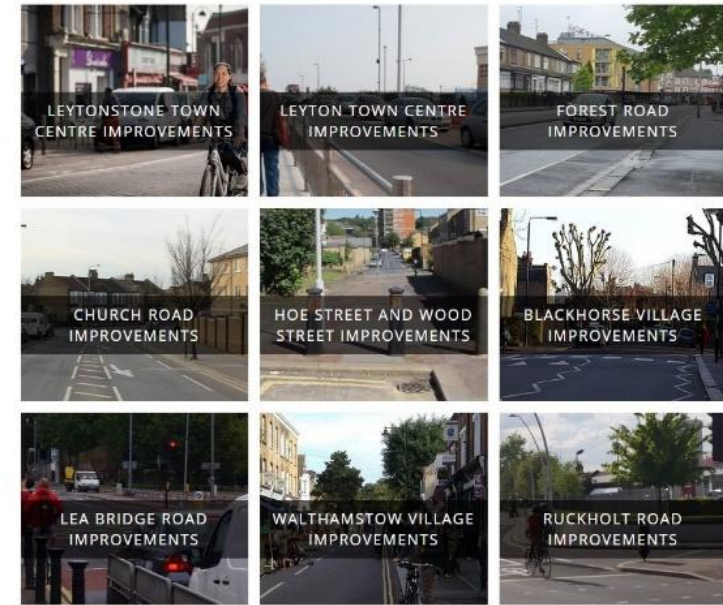 LEYTONSTONE TOWN
CENTRE IMPROVEMENTS
LEYTON TOWN CENTRE
IMPROVEMENTS
FOREST ROAD
IMPROVEMENTS
CHURCH ROAD
IMPROVEMENTS
HOE STREET AND WOOD
STREET IMPROVEMENTS
BLACKHORSE VILLAGE
IMPROVEMENTS
LEA BRIDGE ROAD
IMPROVEMENTS
WALTHAMSTOW VILLAGE
IMPROVEMENTS
RUCKHOLT ROAD
IMPROVEMENTS